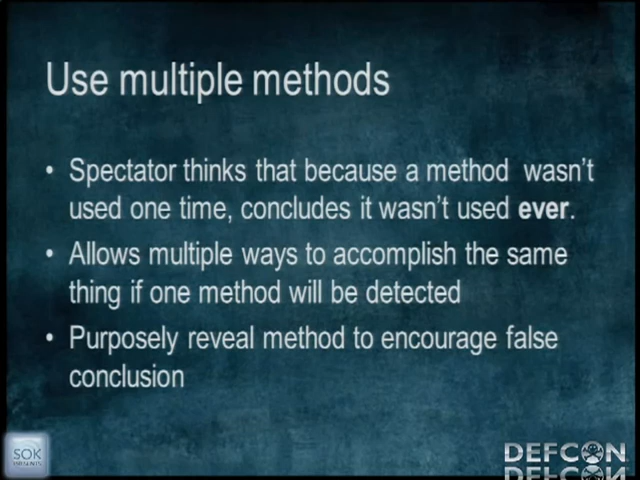 Use multiple methods
• Spectator thinks that because a method wasn't
used one time, concludes it wasn't used ever.
• Allows multiple ways to accomplish the same
thing if one method will be detected
• Purposely reveal method to encourage false
conclusion
SOK
DEFCON